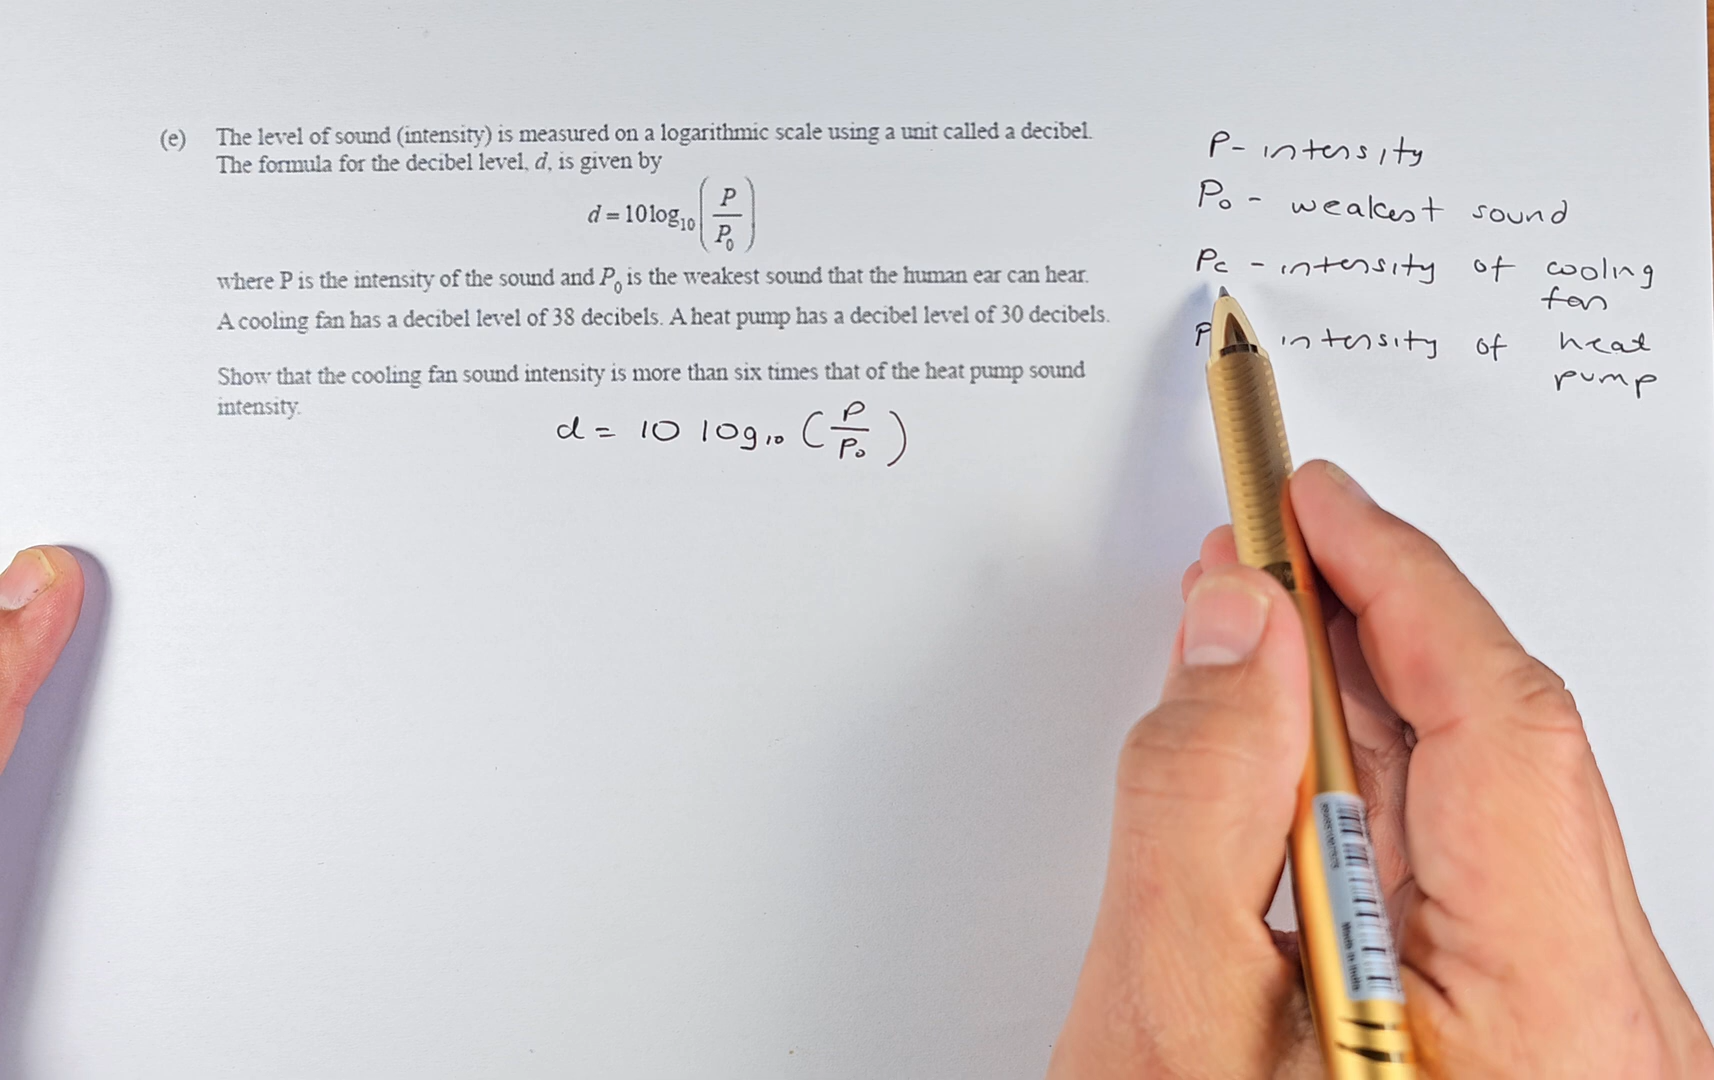 (e) The level of sound (intensity) is measured on a logarithmic scale using a unit called a decibel.
The formula for the decibel level, d, is given by
d = 10 log₁₀ (P/P₀)
where P is the intensity of the sound and P₀ is the weakest sound that the human ear can hear.
A cooling fan has a decibel level of 38 decibels. A heat pump has a decibel level of 30 decibels.
Show that the cooling fan sound intensity is more than six times that of the heat pump sound
intensity.
d = 10 log₁₀ (P/P₀)
P - intensity
P₀ - weakest sound
Pc - intensity of cooling
fan
P intensity of heat
pump